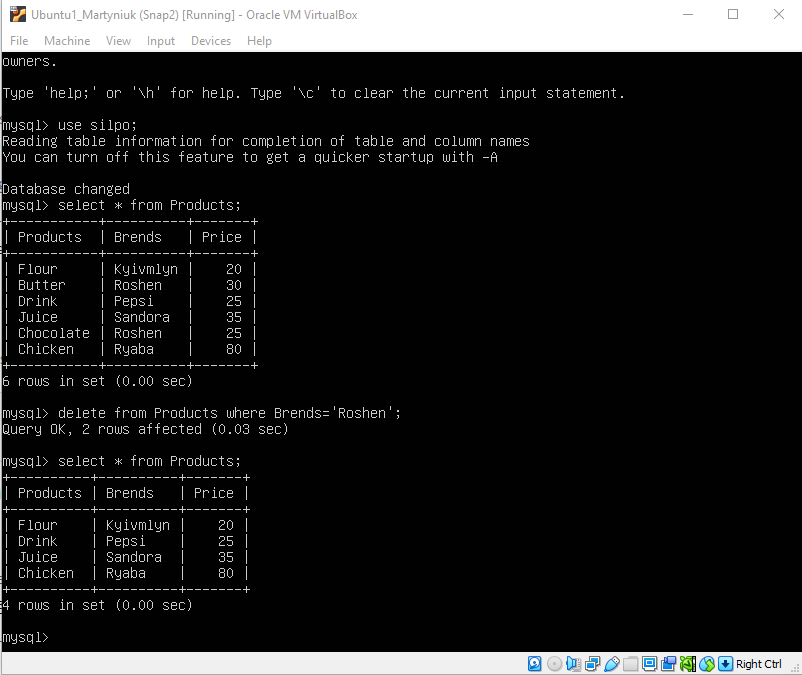 Ubuntu1_Martyniuk (Snap2) [Running] - Oracle VM VirtualBox
File Machine View Input Devices Help
owners.
Type 'help;' or '\h' for help. Type '\c' to clear the current input statement.
mysql> use silpo;
Reading table information for completion of table and column names
You can turn off this feature to get a quicker startup with -A
Database changed
mysql> select * from Products;
+-----------+----------+-------+
| Products  | Brends   | Price |
+-----------+----------+-------+
| Flour     | Kyivmlyn |    20 |
| Butter    | Roshen   |    30 |
| Drink     | Pepsi    |    25 |
| Juice     | Sandora  |    35 |
| Chocolate | Roshen   |    25 |
| Chicken   | Ryaba    |    80 |
+-----------+----------+-------+
6 rows in set (0.00 sec)
mysql> delete from Products where Brends='Roshen';
Query OK, 2 rows affected (0.03 sec)
mysql> select * from Products;
+----------+----------+-------+
| Products | Brends   | Price |
+----------+----------+-------+
| Flour    | Kyivmlyn |    20 |
| Drink    | Pepsi    |    25 |
| Juice    | Sandora  |    35 |
| Chicken  | Ryaba    |    80 |
+----------+----------+-------+
4 rows in set (0.00 sec)
mysql>
Right Ctrl